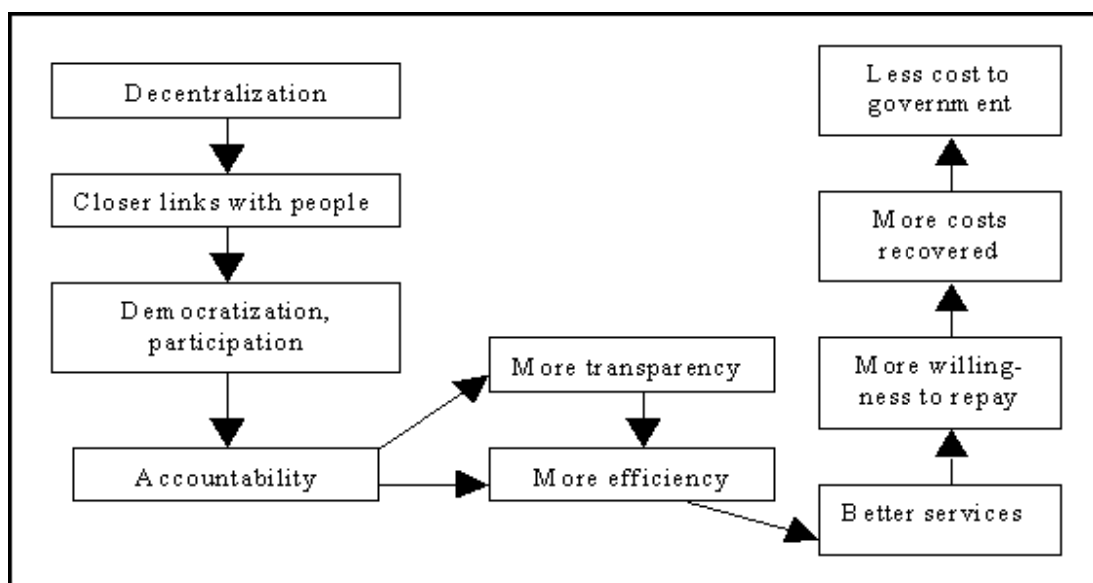 Decentralization
Closer links with people
Democratization,
participation
Accountability
More transparency
More efficiency
Better services
More willing-
ness to repay
More costs
recovered
Less cost to
government